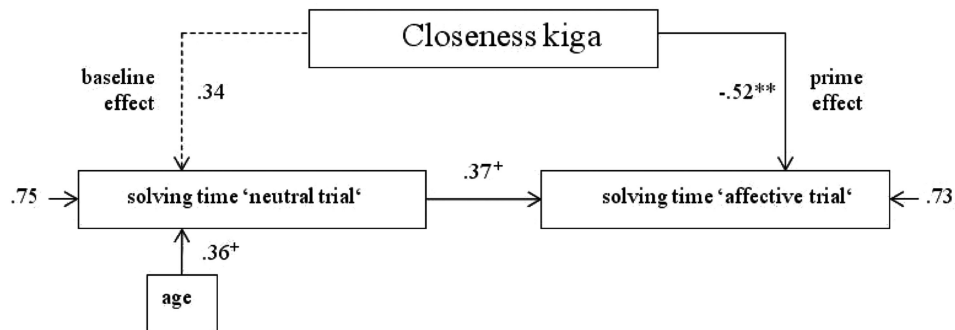 Closeness kiga
baseline
effect
.34
-.52**
prime
effect
.37+
.75
solving time ‘neutral trial‘
solving time ‘affective trial‘
.73
.36+
age